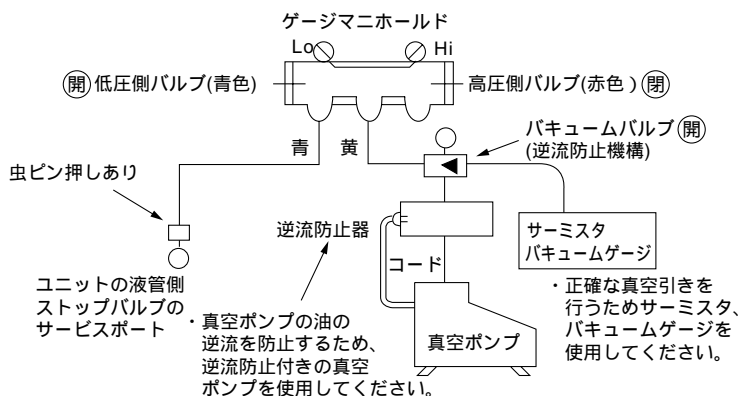 ゲージマニホールド
Lo
Hi
開 低圧側バルブ(青色)
高圧側バルブ(赤色)閉
青
黄
バキュームバルブ 開
(逆流防止機構)
虫ピン押しあり
逆流防止器
サーミスタ
バキュームゲージ
コード
ユニットの液管側
ストップバルブの
サービスポート
・真空ポンプの油の
逆流を防止するため、
逆流防止付きの真空
ポンプを使用してください。
真空ポンプ
・正確な真空引きを
行うためサーミスタ、
バキュームゲージを
使用してください。